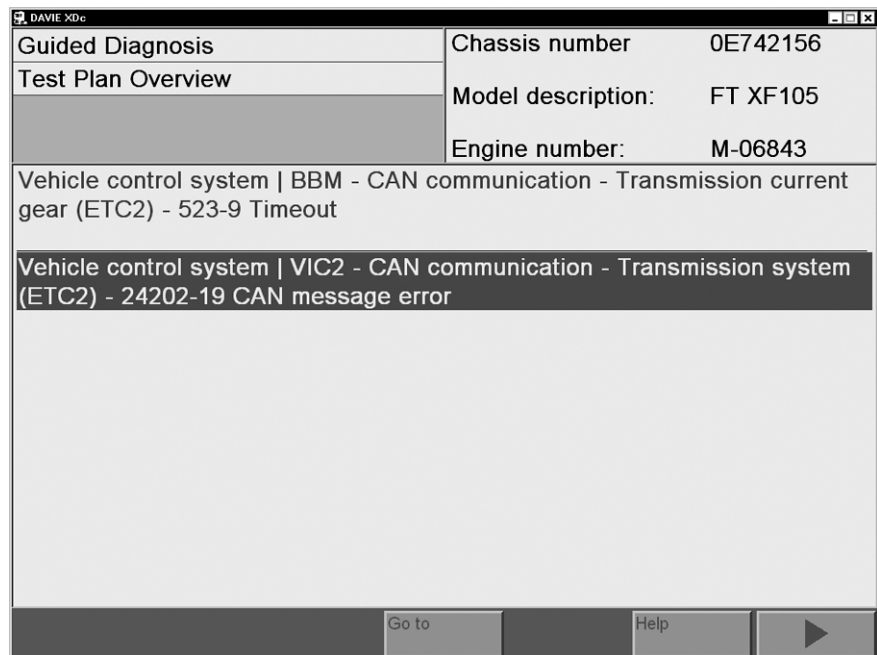 DAVIE XDc
Guided Diagnosis
Test Plan Overview
Chassis number 0E742156
Model description: FT XF105
Engine number: M-06843
Vehicle control system | BBM - CAN communication - Transmission current
gear (ETC2) - 523-9 Timeout
Vehicle control system | VIC2 - CAN communication - Transmission system
(ETC2) - 24202-19 CAN message error
Go to
Help